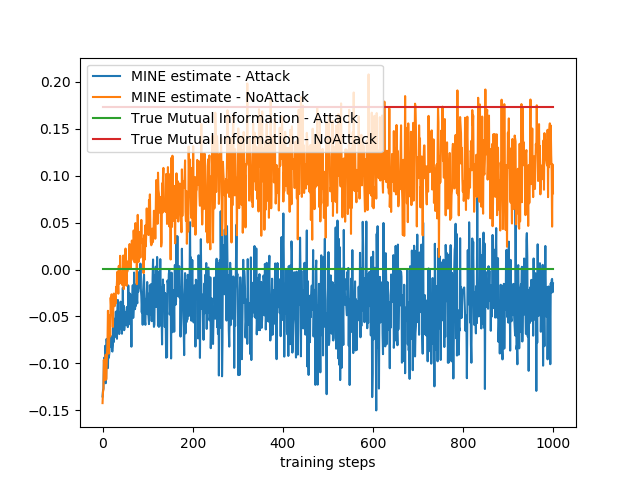 MINE estimate - Attack
MINE estimate - NoAttack
True Mutual Information - Attack
True Mutual Information - NoAttack
0.20
0.15
0.10
0.05
0.00
−0.05
−0.10
−0.15
0 200 400 600 800 1000
training steps